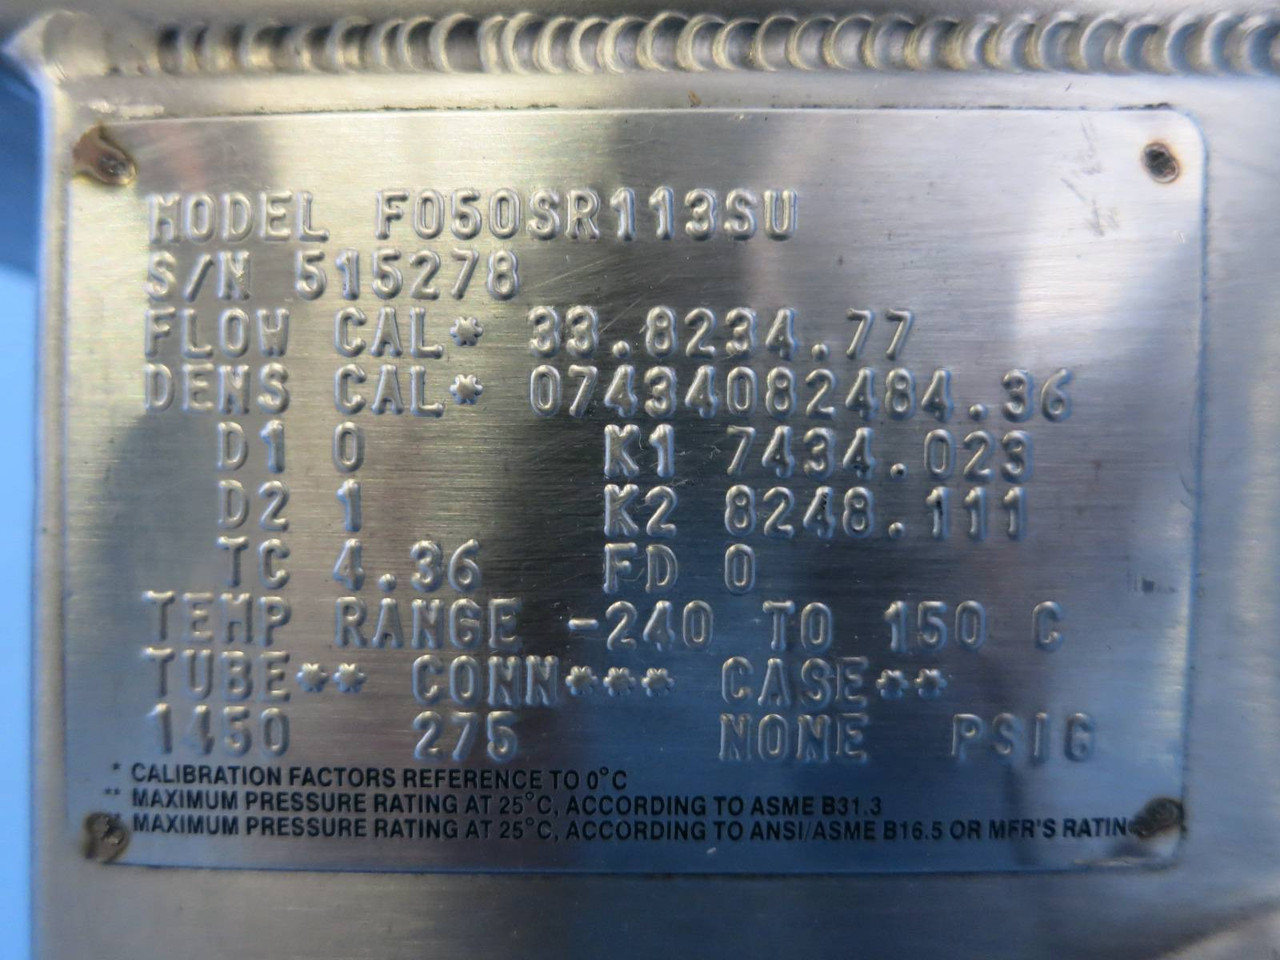 MODEL F050SR113SU
S/N 515278
FLOW CAL* 33.8234.77
DENS CAL* 07434082484.36
D1 0 K1 7434.023
D2 1 K2 8248.111
TC 4.36 FD 0
TEMP RANGE -240 TO 150 C
TUBE** CONN*** CASE**
1450 275 NONE PSIG
* CALIBRATION FACTORS REFERENCE TO 0°C
** MAXIMUM PRESSURE RATING AT 25°C, ACCORDING TO ASME B31.3
MAXIMUM PRESSURE RATING AT 25°C, ACCORDING TO ANSI/ASME B16.5 OR MFR'S RATIN